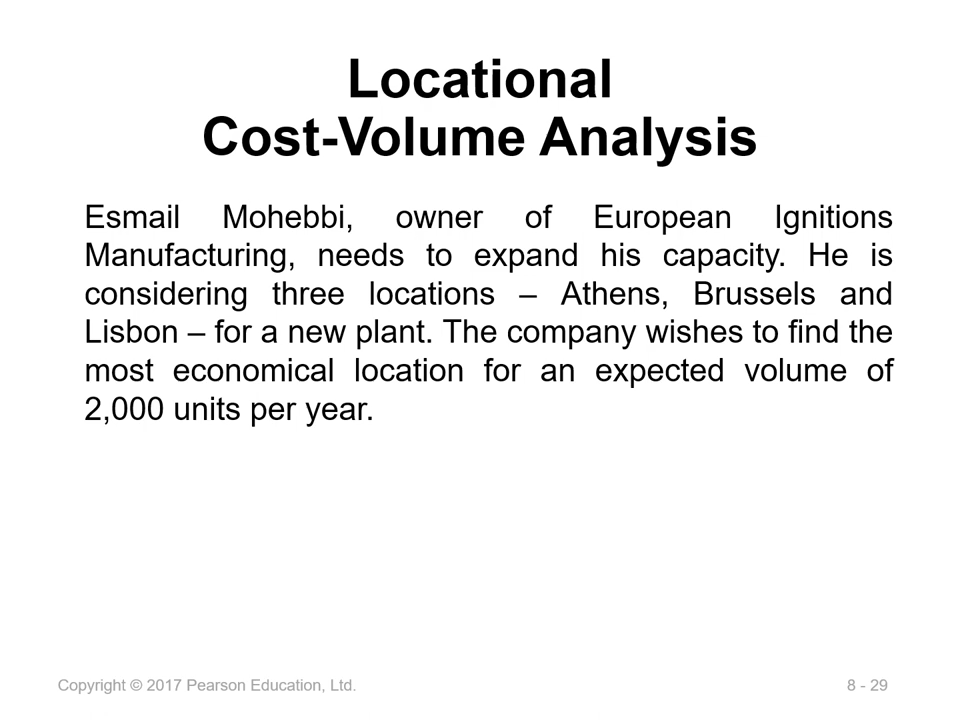 Locational
Cost-Volume Analysis
Esmail Mohebbi, owner of European Ignitions
Manufacturing, needs to expand his capacity. He is
considering three locations – Athens, Brussels and
Lisbon – for a new plant. The company wishes to find the
most economical location for an expected volume of
2,000 units per year.
Copyright © 2017 Pearson Education, Ltd.
8 - 29